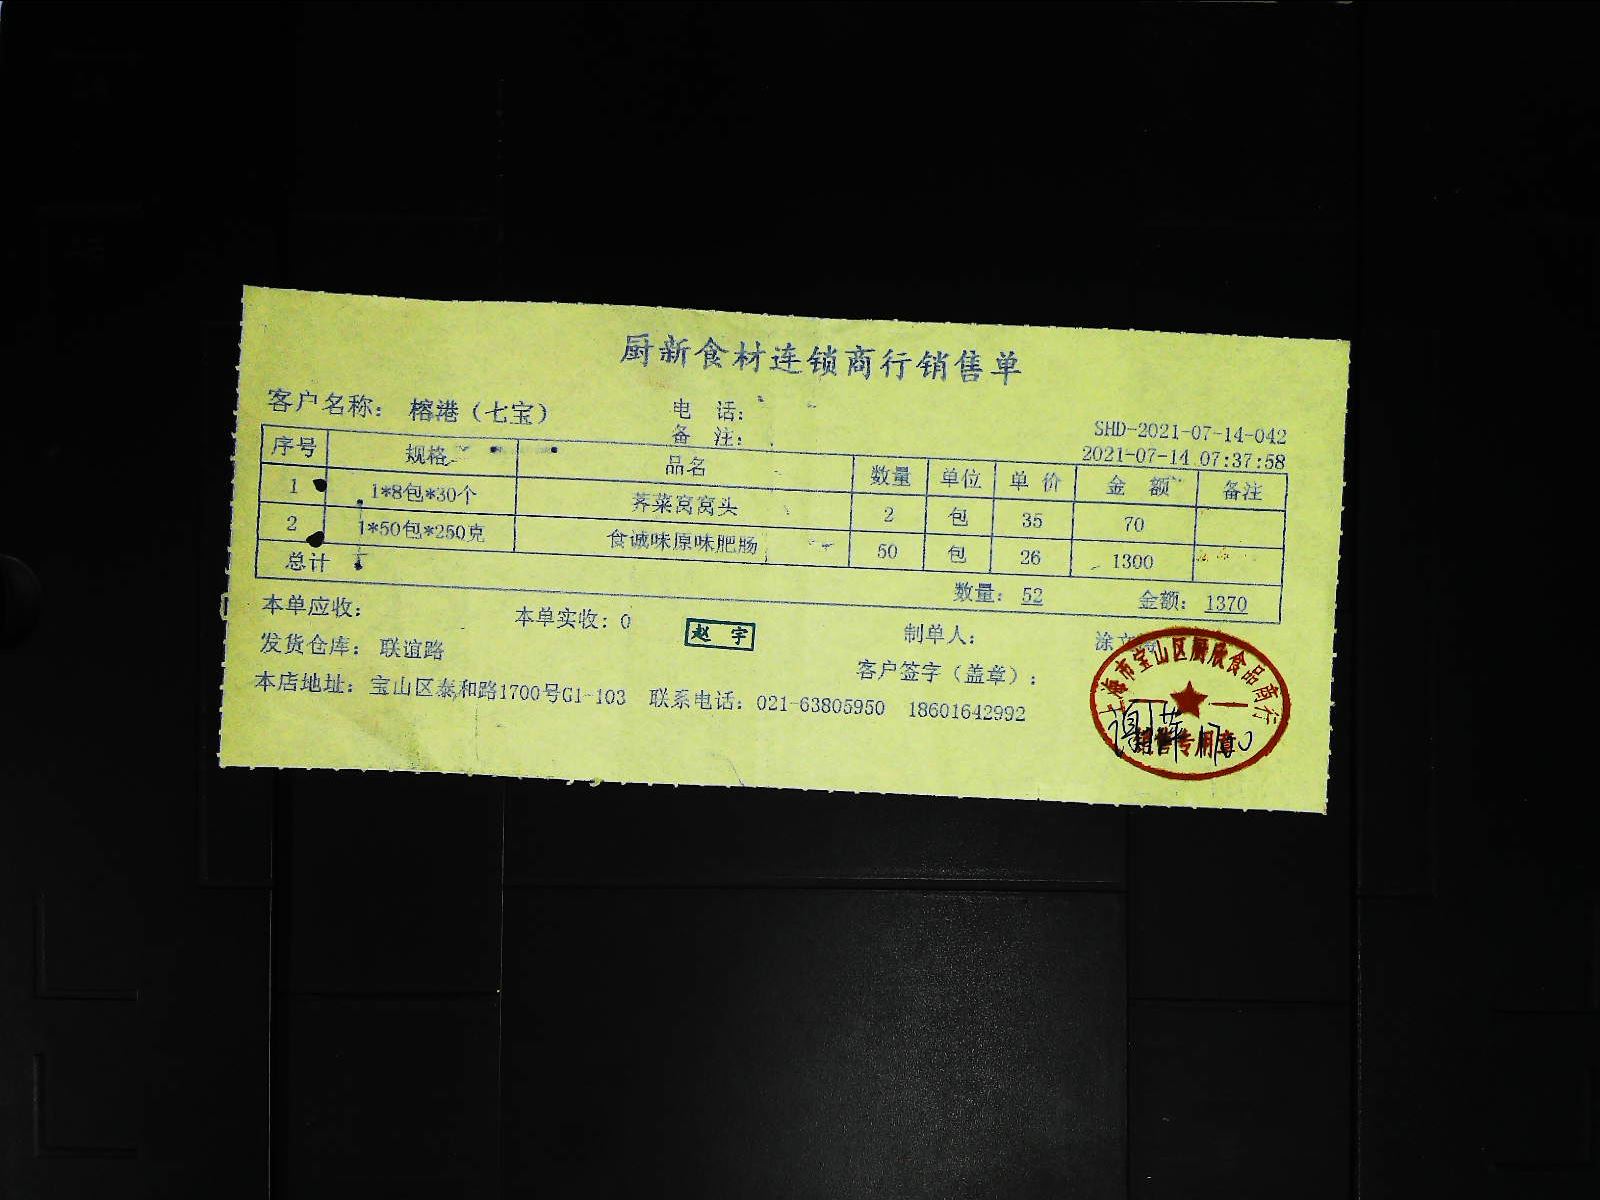 厨新食材连锁商行销售单
客户名称： 榕港（七宝） 电 话：
备 注： SHD-2021-07-14-042
2021-07-14 07:37:58
序号 规格 品名 数量 单位 单 价 金 额 备注
1 1*8包*30个 荠菜窝窝头 2 包 35 70
2 1*50包*250克 食诚味原味肥肠 50 包 26 1300
总计 数量： 52 金额： 1370
本单应收： 本单实收：0 赵 宇 制单人： 涂
发货仓库： 联谊路 客户签字（盖章）：
本店地址： 宝山区泰和路1700号G1-103 联系电话：021-63805950 18601642992
上海市宝山区 欣食品商行
销售专用章